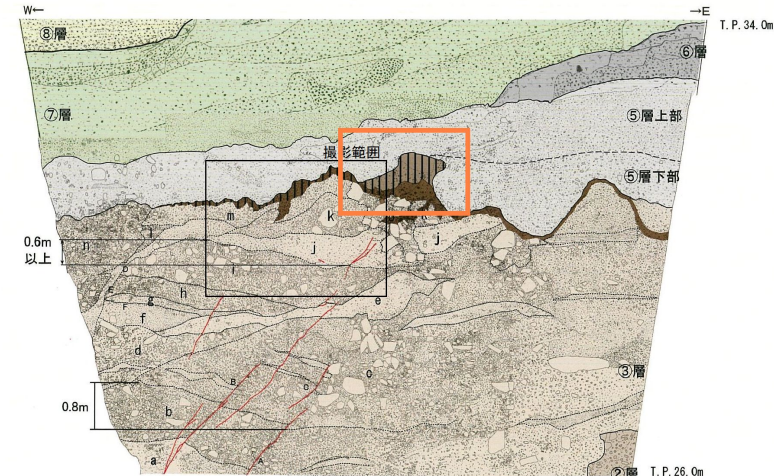 W←
→E
T.P.34.0m
⑧層
⑥層
⑦層
⑤層上部
撮影範囲
⑤層下部
m
k
k
0.6m
以上
n
l
j
j
i
D
E
h
g
F
e
f
d
③層
c
B
0.8m
b
a
A
②層
T.P.26.0m